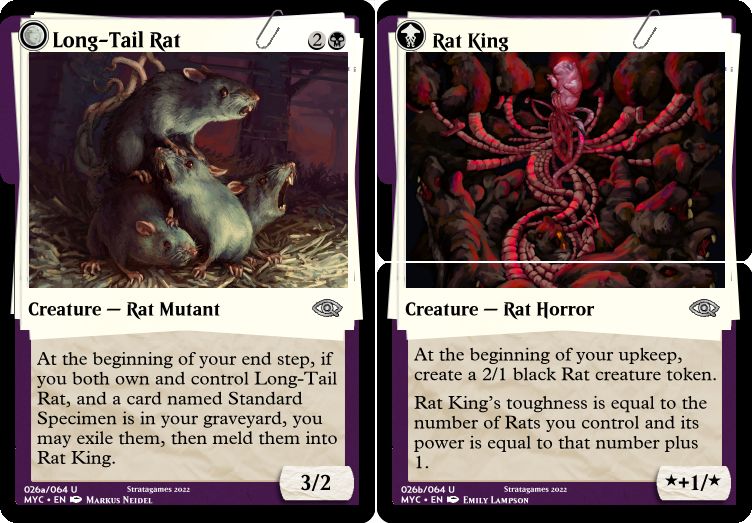 Long-Tail Rat 2
Creature — Rat Mutant
At the beginning of your end step, if
you both own and control Long-Tail
Rat, and a card named Standard
Specimen is in your graveyard, you
may exile them, then meld them into
Rat King.
3/2
026a/064 U
MYC • EN Markus Neidel
Stratagames 2022
Rat King
Creature — Rat Horror
At the beginning of your upkeep,
create a 2/1 black Rat creature token.
Rat King's toughness is equal to the
number of Rats you control and its
power is equal to that number plus
1.
★+1/★
026b/064 U
MYC • EN Emily Lampson
Stratagames 2022